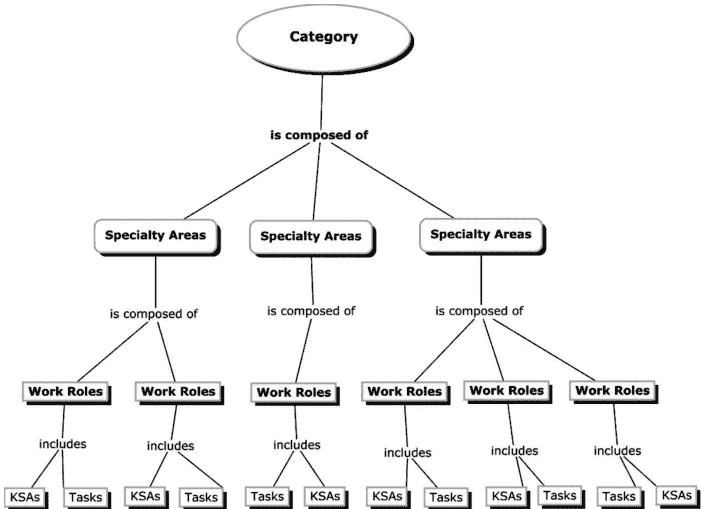 Category
is composed of
Specialty Areas Specialty Areas Specialty Areas
is composed of is composed of is composed of
Work Roles Work Roles Work Roles Work Roles Work Roles Work Roles
includes includes includes includes includes includes
KSAs Tasks KSAs Tasks Tasks KSAs KSAs Tasks KSAs Tasks Tasks KSAs